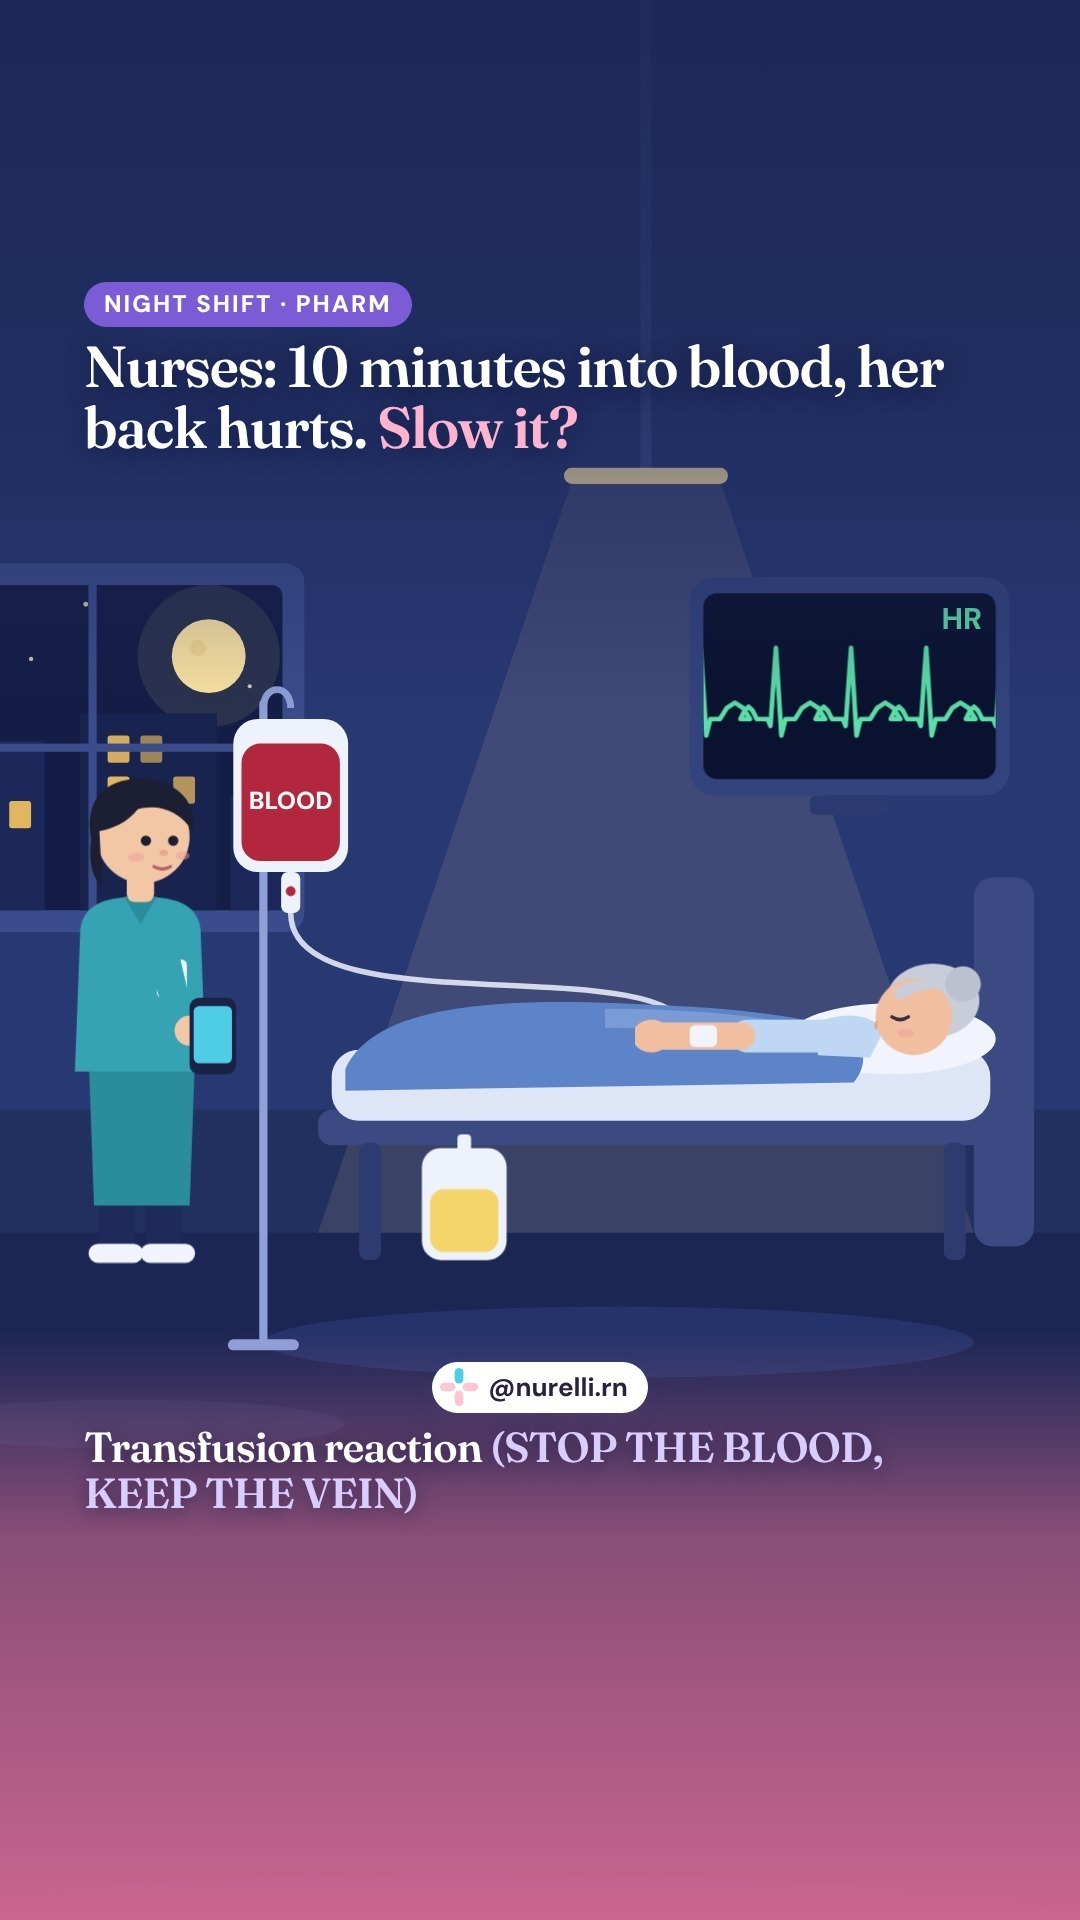 NIGHT SHIFT · PHARM
Nurses: 10 minutes into blood, her
back hurts. Slow it?
HR
BLOOD
@nurelli.rn
Transfusion reaction (STOP THE BLOOD,
KEEP THE VEIN)